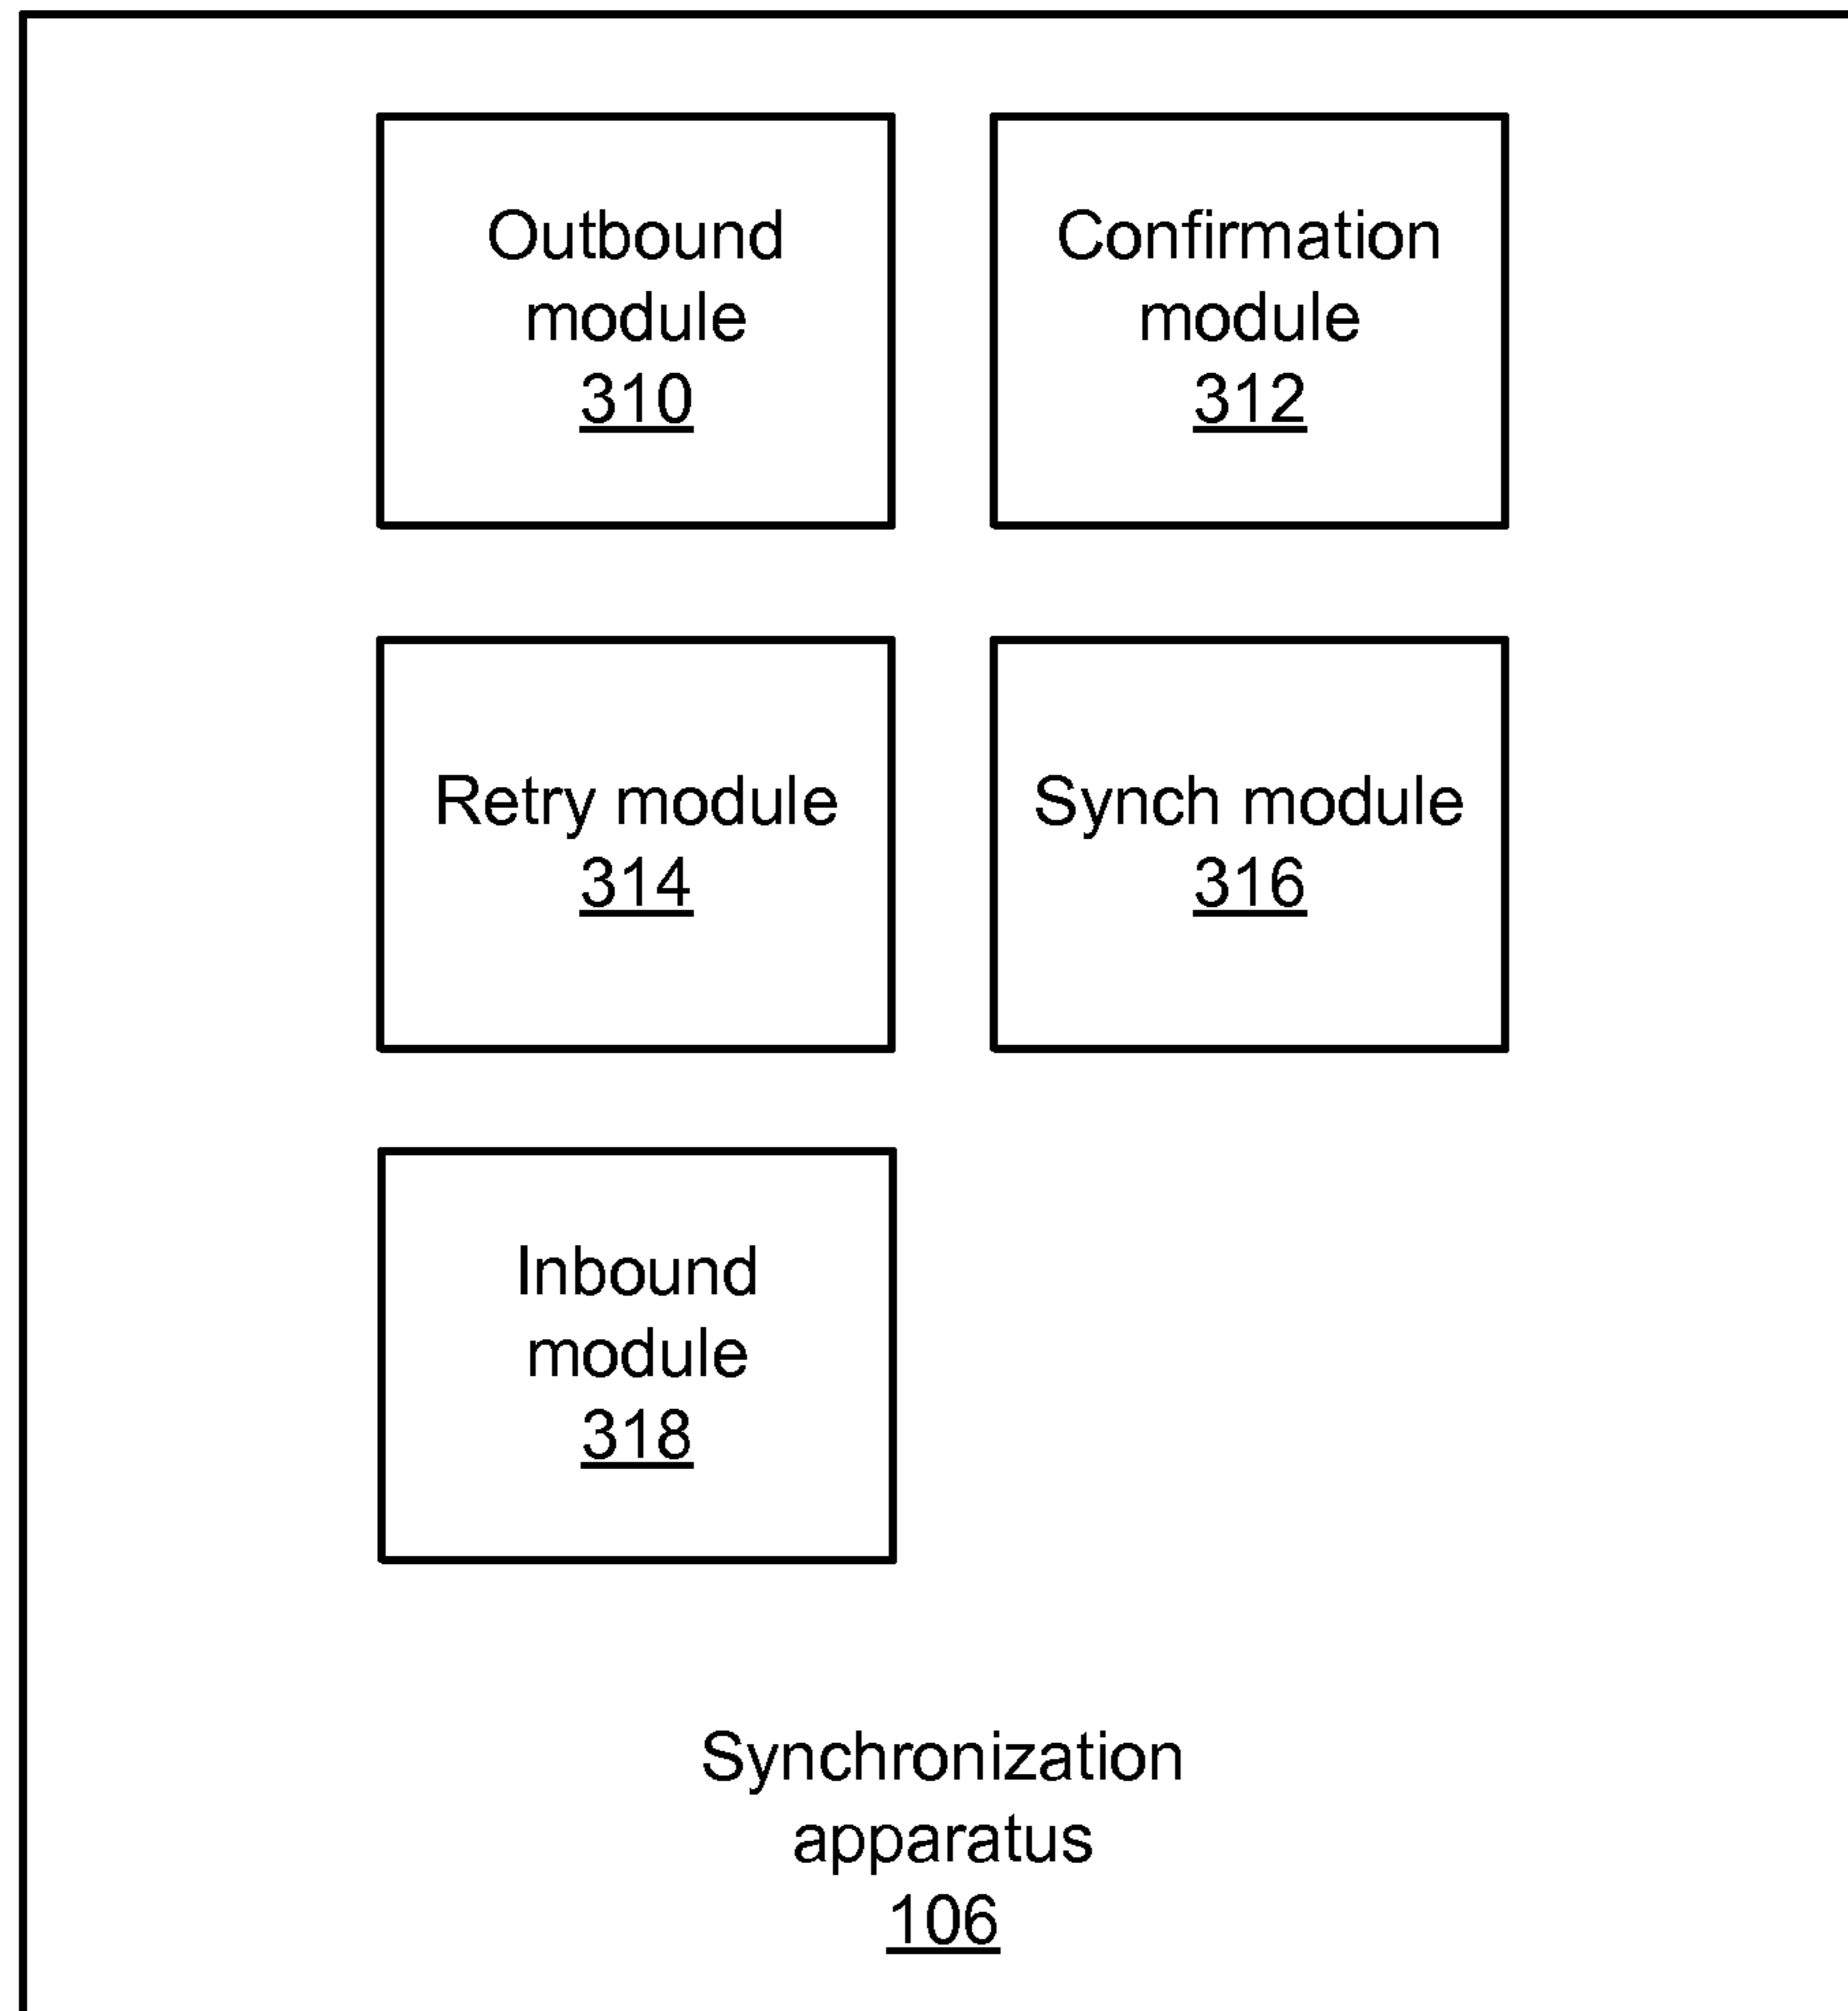 Outbound
module
310
Confirmation
module
312
Retry module
314
Synch module
316
Inbound
module
318
Synchronization
apparatus
106